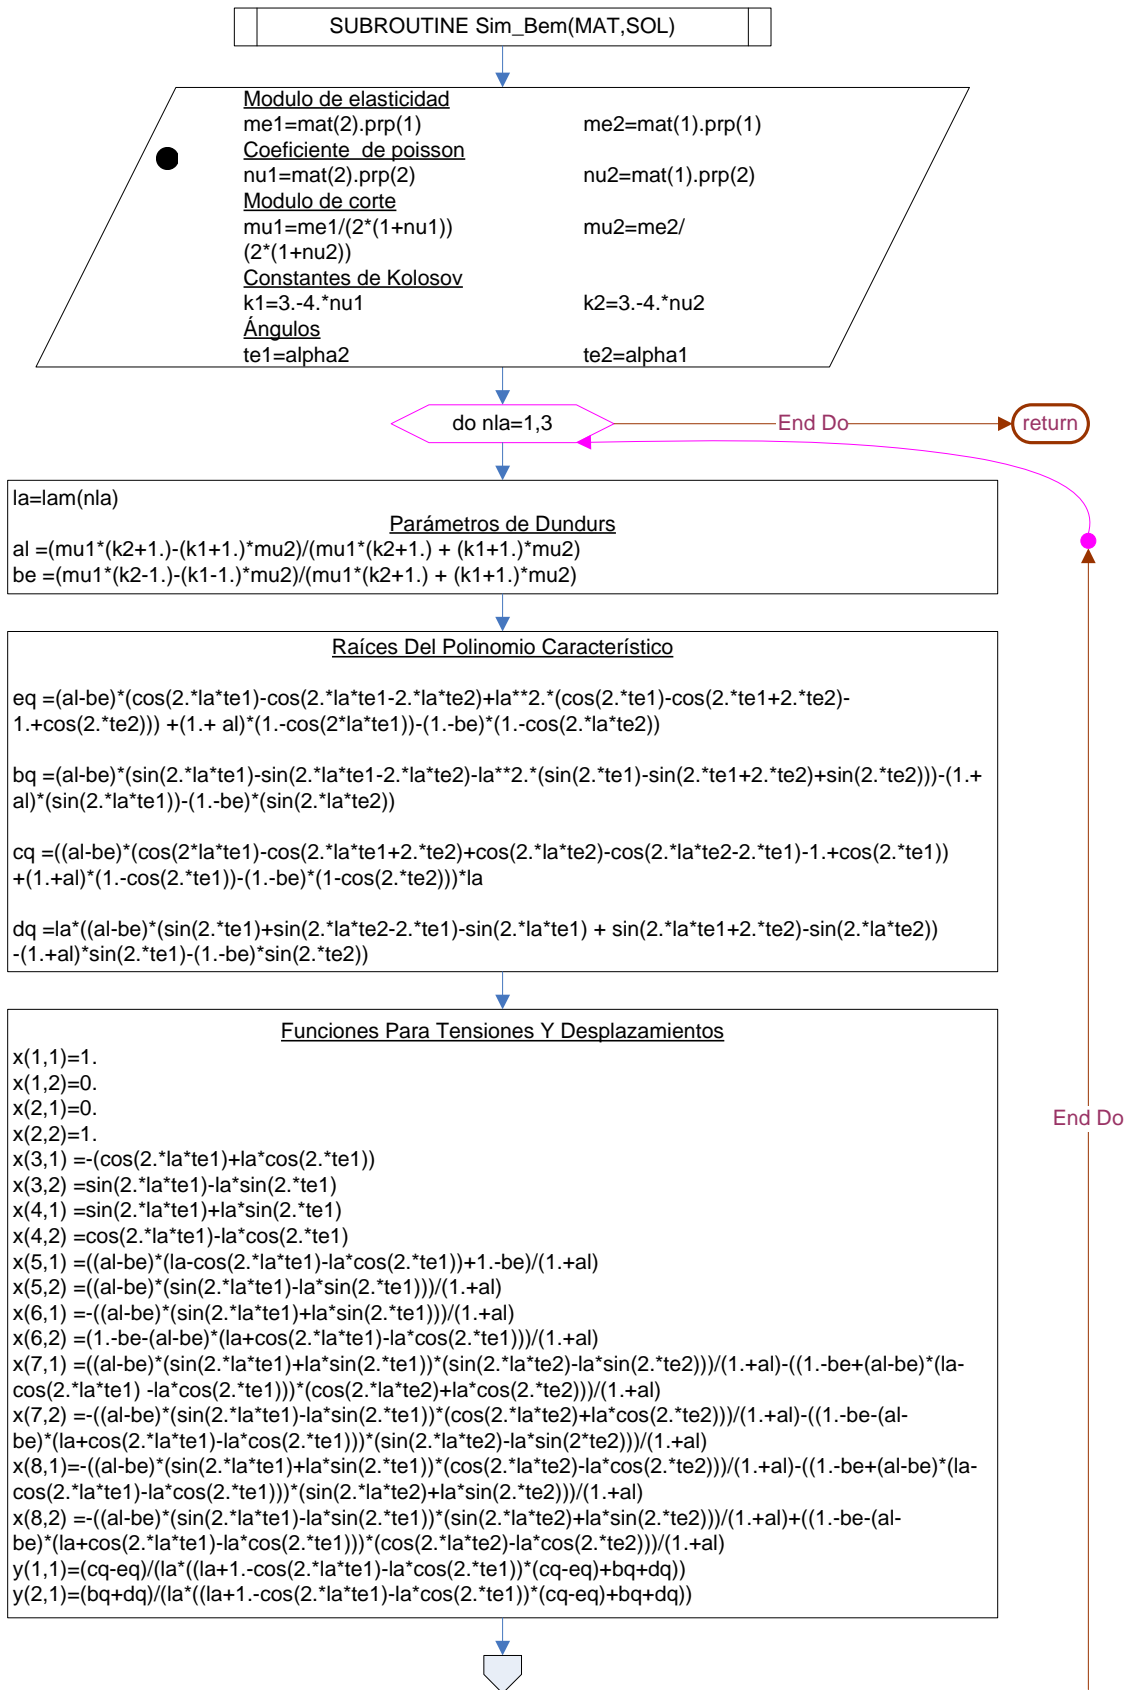 SUBROUTINE Sim_Bem(MAT,SOL)
Modulo de elasticidad
me1=mat(2).prp(1) me2=mat(1).prp(1)
Coeficiente  de poisson
nu1=mat(2).prp(2) nu2=mat(1).prp(2)
Modulo de corte
mu1=me1/(2*(1+nu1)) mu2=me2/
(2*(1+nu2))
Constantes de Kolosov
k1=3.-4.*nu1 k2=3.-4.*nu2
Ángulos
te1=alpha2 te2=alpha1
do nla=1,3
End Do
return
la=lam(nla)
Parámetros de Dundurs
al =(mu1*(k2+1.)-(k1+1.)*mu2)/(mu1*(k2+1.) + (k1+1.)*mu2)
be =(mu1*(k2-1.)-(k1-1.)*mu2)/(mu1*(k2+1.) + (k1+1.)*mu2)
Raíces Del Polinomio Característico
eq =(al-be)*(cos(2.*la*te1)-cos(2.*la*te1-2.*la*te2)+la**2.*(cos(2.*te1)-cos(2.*te1+2.*te2)-
1.+cos(2.*te2))) +(1.+ al)*(1.-cos(2*la*te1))-(1.-be)*(1.-cos(2.*la*te2))
bq =(al-be)*(sin(2.*la*te1)-sin(2.*la*te1-2.*la*te2)-la**2.*(sin(2.*te1)-sin(2.*te1+2.*te2)+sin(2.*te2)))-(1.+
al)*(sin(2.*la*te1))-(1.-be)*(sin(2.*la*te2))
cq =((al-be)*(cos(2*la*te1)-cos(2.*la*te1+2.*te2)+cos(2.*la*te2)-cos(2.*la*te2-2.*te1)-1.+cos(2.*te1))
+(1.+al)*(1.-cos(2.*te1))-(1.-be)*(1-cos(2.*te2)))*la
dq =la*((al-be)*(sin(2.*te1)+sin(2.*la*te2-2.*te1)-sin(2.*la*te1) + sin(2.*la*te1+2.*te2)-sin(2.*la*te2))
-(1.+al)*sin(2.*te1)-(1.-be)*sin(2.*te2))
Funciones Para Tensiones Y Desplazamientos
x(1,1)=1.
x(1,2)=0.
x(2,1)=0.
x(2,2)=1.
x(3,1) =-(cos(2.*la*te1)+la*cos(2.*te1))
x(3,2) =sin(2.*la*te1)-la*sin(2.*te1)
x(4,1) =sin(2.*la*te1)+la*sin(2.*te1)
x(4,2) =cos(2.*la*te1)-la*cos(2.*te1)
x(5,1) =((al-be)*(la-cos(2.*la*te1)-la*cos(2.*te1))+1.-be)/(1.+al)
x(5,2) =((al-be)*(sin(2.*la*te1)-la*sin(2.*te1)))/(1.+al)
x(6,1) =-((al-be)*(sin(2.*la*te1)+la*sin(2.*te1)))/(1.+al)
x(6,2) =(1.-be-(al-be)*(la+cos(2.*la*te1)-la*cos(2.*te1)))/(1.+al)
x(7,1) =((al-be)*(sin(2.*la*te1)+la*sin(2.*te1))*(sin(2.*la*te2)-la*sin(2.*te2)))/(1.+al)-((1.-be+(al-be)*(la-
cos(2.*la*te1) -la*cos(2.*te1)))*(cos(2.*la*te2)+la*cos(2.*te2)))/(1.+al)
x(7,2) =-((al-be)*(sin(2.*la*te1)-la*sin(2.*te1))*(cos(2.*la*te2)+la*cos(2.*te2)))/(1.+al)-((1.-be-(al-
be)*(la+cos(2.*la*te1)-la*cos(2.*te1)))*(sin(2.*la*te2)-la*sin(2*te2)))/(1.+al)
x(8,1)=-((al-be)*(sin(2.*la*te1)+la*sin(2.*te1))*(cos(2.*la*te2)-la*cos(2.*te2)))/(1.+al)-((1.-be+(al-be)*(la-
cos(2.*la*te1)-la*cos(2.*te1)))*(sin(2.*la*te2)+la*sin(2.*te2)))/(1.+al)
x(8,2) =-((al-be)*(sin(2.*la*te1)-la*sin(2.*te1))*(sin(2.*la*te2)+la*sin(2.*te2)))/(1.+al)+((1.-be-(al-
be)*(la+cos(2.*la*te1)-la*cos(2.*te1)))*(cos(2.*la*te2)-la*cos(2.*te2)))/(1.+al)
y(1,1)=(cq-eq)/(la*((la+1.-cos(2.*la*te1)-la*cos(2.*te1))*(cq-eq)+bq+dq))
y(2,1)=(bq+dq)/(la*((la+1.-cos(2.*la*te1)-la*cos(2.*te1))*(cq-eq)+bq+dq))
End Do